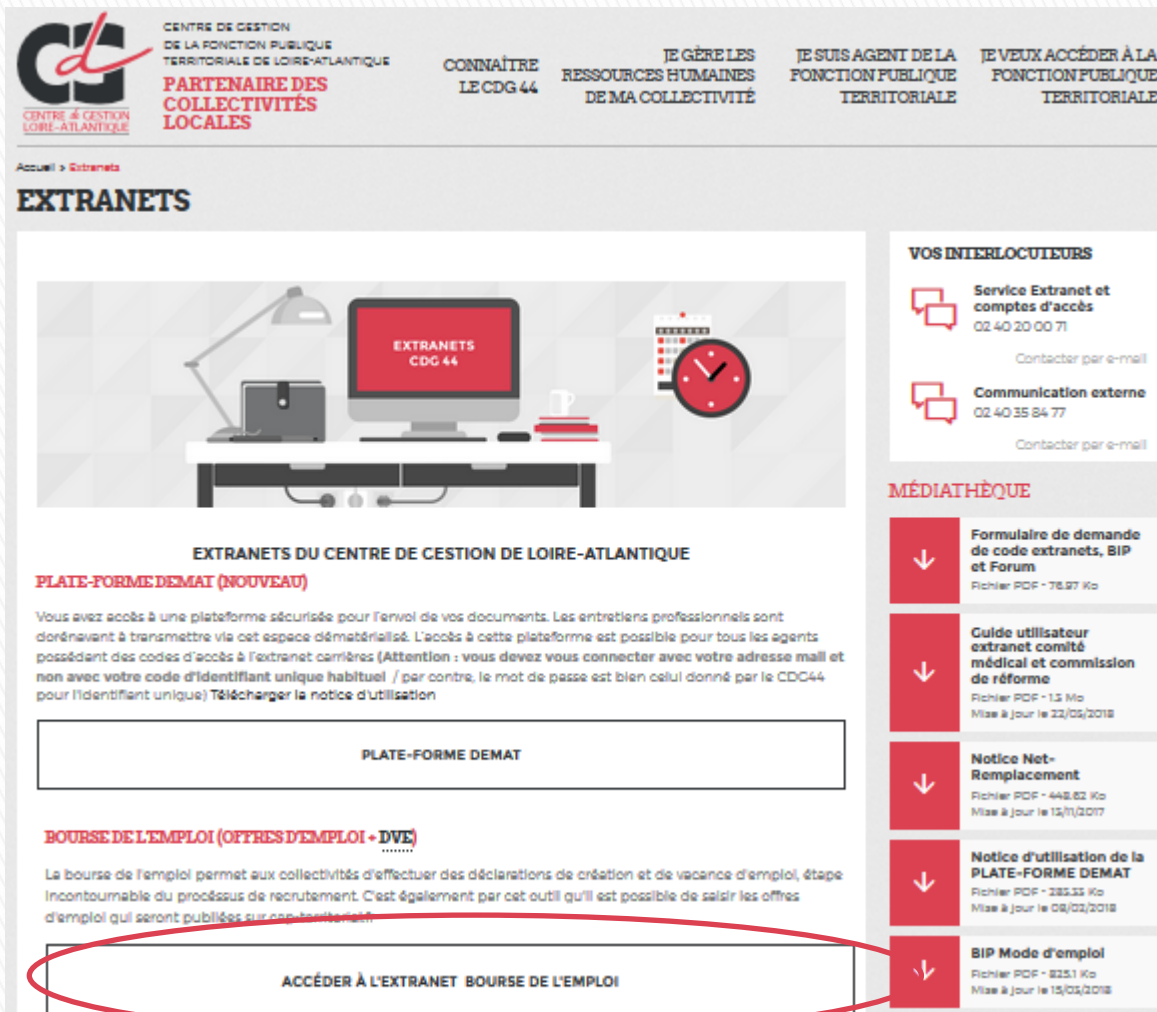 CENTRE DE GESTION
LOIRE-ATLANTIQUE
CENTRE DE GESTION
DE LA FONCTION PUBLIQUE
TERRITORIALE DE LOIRE-ATLANTIQUE
PARTENAIRE DES
COLLECTIVITÉS
LOCALES
CONNAÎTRE
LE CDG 44
JE GÈRE LES
RESSOURCES HUMAINES
DE MA COLLECTIVITÉ
JE SUIS AGENT DE LA
FONCTION PUBLIQUE
TERRITORIALE
JE VEUX ACCÉDER À LA
FONCTION PUBLIQUE
TERRITORIALE
Accueil > Extranets
EXTRANETS
EXTRANETS
CDG 44
EXTRANETS DU CENTRE DE GESTION DE LOIRE-ATLANTIQUE
PLATE-FORME DEMAT (NOUVEAU)
Vous avez accès à une plateforme sécurisée pour l'envoi de vos documents. Les entretiens professionnels sont
dorénavant à transmettre via cet espace dématérialisé. L'accès à cette plateforme est possible pour tous les agents
possédant des codes d'accès à l'extranet carrières (Attention : vous devez vous connecter avec votre adresse mail et
non avec votre code d'identifiant unique habituel / par contre, le mot de passe est bien celui donné par le CDG44
pour l'identifiant unique) Télécharger la notice d'utilisation
PLATE-FORME DEMAT
BOURSE DE L'EMPLOI (OFFRES D'EMPLOI + DVE)
La bourse de l'emploi permet aux collectivités d'effectuer des déclarations de création et de vacance d'emploi, étape
incontournable du procéssus de recrutement. C'est également par cet outil qu'il est possible de saisir les offres
d'emploi qui seront publiées sur cap-territorial.fr
ACCÉDER À L'EXTRANET BOURSE DE L'EMPLOI
VOS INTERLOCUTEURS
Service Extranet et
comptes d'accès
02 40 20 00 71
Contacter par e-mail
Communication externe
02 40 35 84 77
Contacter par e-mail
MÉDIATHÈQUE
Formulaire de demande
de code extranets, BIP
et Forum
Fichier PDF - 76.97 Ko
Guide utilisateur
extranet comité
médical et commission
de réforme
Fichier PDF - 1.3 Mo
Mise à jour le 22/05/2018
Notice Net-
Remplacement
Fichier PDF - 448.62 Ko
Mise à jour le 13/11/2017
Notice d'utilisation de la
PLATE-FORME DEMAT
Fichier PDF - 283.33 Ko
Mise à jour le 08/02/2018
BIP Mode d'emploi
Fichier PDF - 825.1 Ko
Mise à jour le 15/03/2018